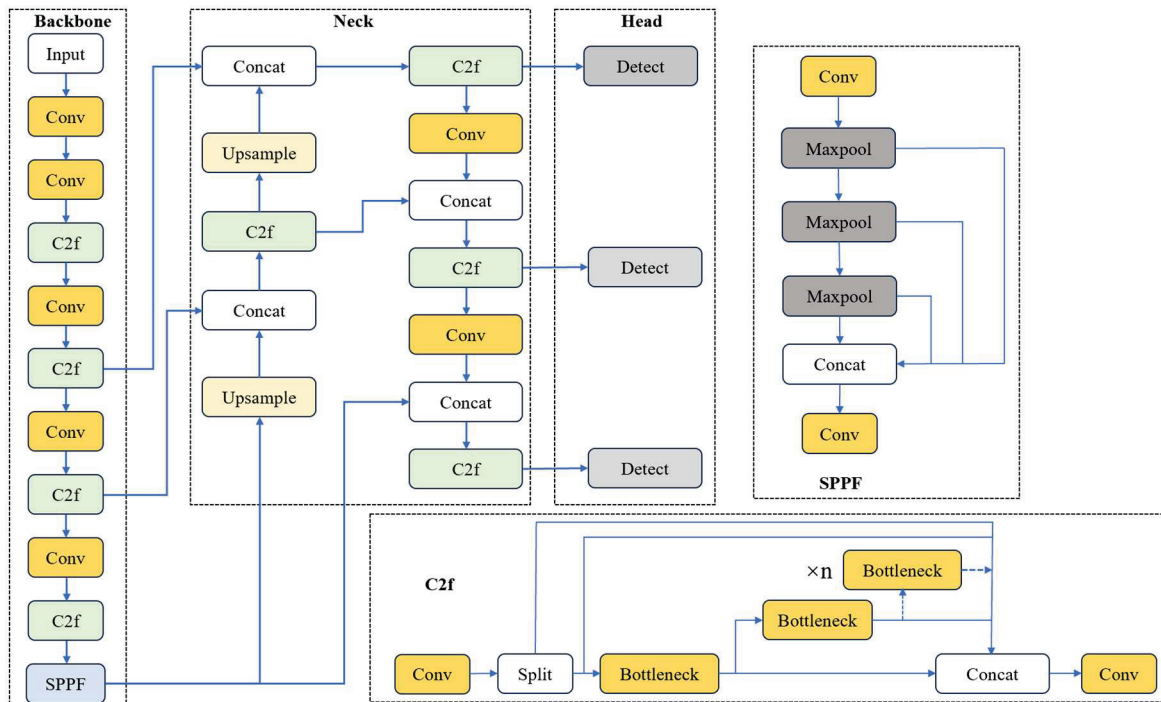 Backbone
Input
Conv
Conv
C2f
Conv
C2f
Conv
C2f
Conv
C2f
SPPF
Neck
Concat
Upsample
C2f
Concat
Upsample
C2f
Conv
Concat
C2f
Conv
Concat
C2f
Head
Detect
Detect
Detect
Conv
Maxpool
Maxpool
Maxpool
Concat
Conv
SPPF
C2f
×n
Bottleneck
Bottleneck
Conv
Split
Bottleneck
Concat
Conv